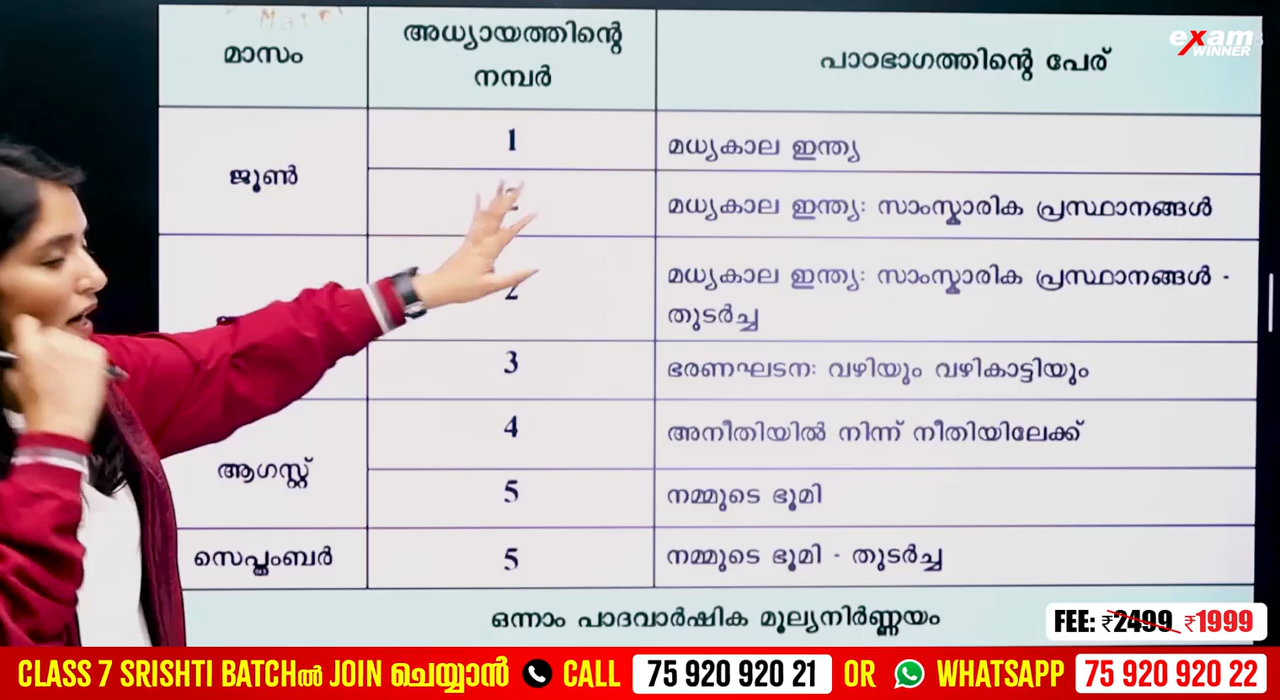 exam
WINNER
മാസം
അധ്യായത്തിന്റെ
നമ്പർ
പാഠഭാഗത്തിന്റെ പേര്
ജൂൺ
1
മധ്യകാല ഇന്ത്യ
2
മധ്യകാല ഇന്ത്യ: സാംസ്കാരിക പ്രസ്ഥാനങ്ങൾ
2
മധ്യകാല ഇന്ത്യ: സാംസ്കാരിക പ്രസ്ഥാനങ്ങൾ -
തുടർച്ച
3
ഭരണഘടന: വഴിയും വഴികാട്ടിയും
ആഗസ്റ്റ്
4
അനീതിയിൽ നിന്ന് നീതിയിലേക്ക്
5
നമ്മുടെ ഭൂമി
സെപ്തംബർ
5
നമ്മുടെ ഭൂമി - തുടർച്ച
ഒന്നാം പാദവാർഷിക മൂല്യനിർണ്ണയം
FEE: ₹2499 ₹1999
CLASS 7 SRISHTI BATCHൽ JOIN ചെയ്യാൻ CALL 75 920 920 21 OR WHATSAPP 75 920 920 22